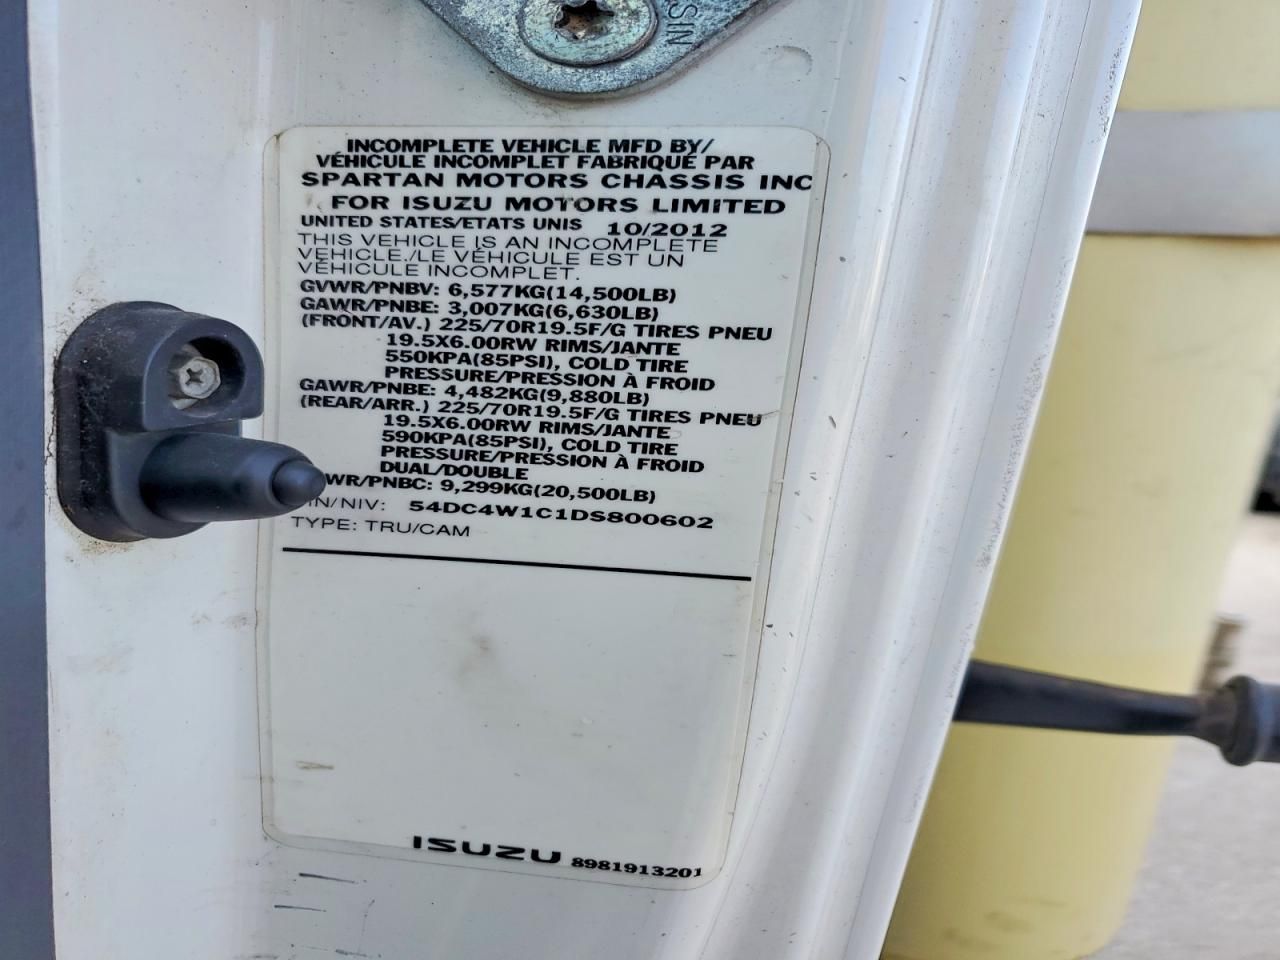 SIN
INCOMPLETE VEHICLE MFD BY/
VÉHICULE INCOMPLET FABRIQUÉ PAR
SPARTAN MOTORS CHASSIS INC
FOR ISUZU MOTORS LIMITED
UNITED STATES/ETATS UNIS 10/2012
THIS VEHICLE IS AN INCOMPLETE
VEHICLE./LE VÉHICULE EST UN
VÉHICULE INCOMPLET.
GVWR/PNBV: 6,577KG(14,500LB)
GAWR/PNBE: 3,007KG(6,630LB)
(FRONT/AV.) 225/70R19.5F/G TIRES PNEU
19.5X6.00RW RIMS/JANTE
550KPA(85PSI), COLD TIRE
PRESSURE/PRESSION À FROID
GAWR/PNBE: 4,482KG(9,880LB)
(REAR/ARR.) 225/70R19.5F/G TIRES PNEU
19.5X6.00RW RIMS/JANTE
590KPA(85PSI), COLD TIRE
PRESSURE/PRESSION À FROID
DUAL/DOUBLE
WR/PNBC: 9,299KG(20,500LB)
IN/NIV: 54DC4W1C1DS800602
TYPE: TRU/CAM
ISUZU 8981913201